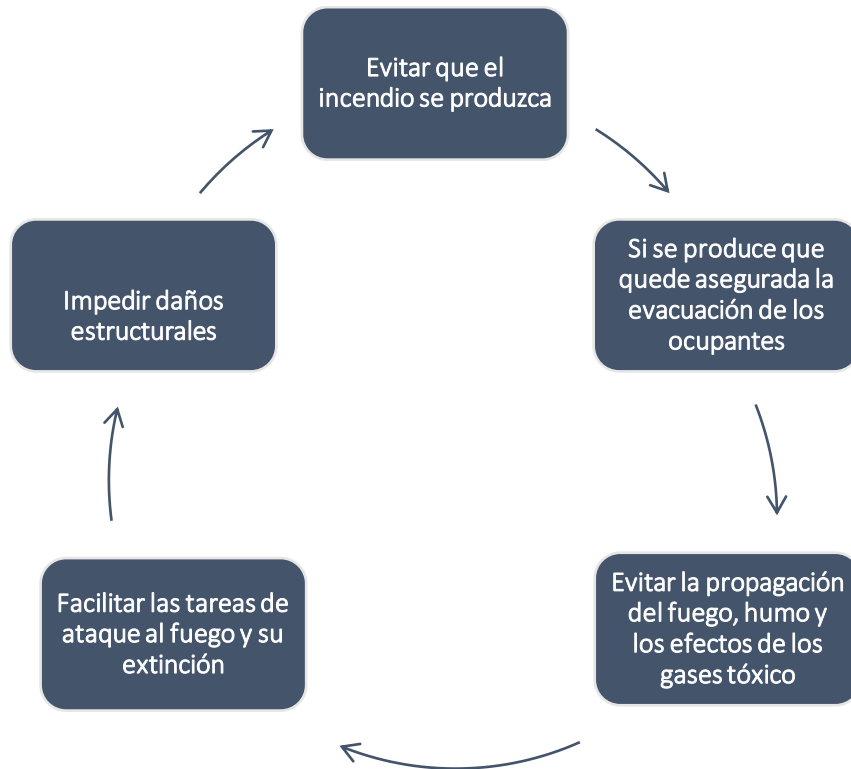 Evitar que el
incendio se produzca
Si se produce que
quede asegurada la
evacuación de los
ocupantes
Evitar la propagación
del fuego, humo y
los efectos de los
gases tóxico
Facilitar las tareas de
ataque al fuego y su
extinción
Impedir daños
estructurales